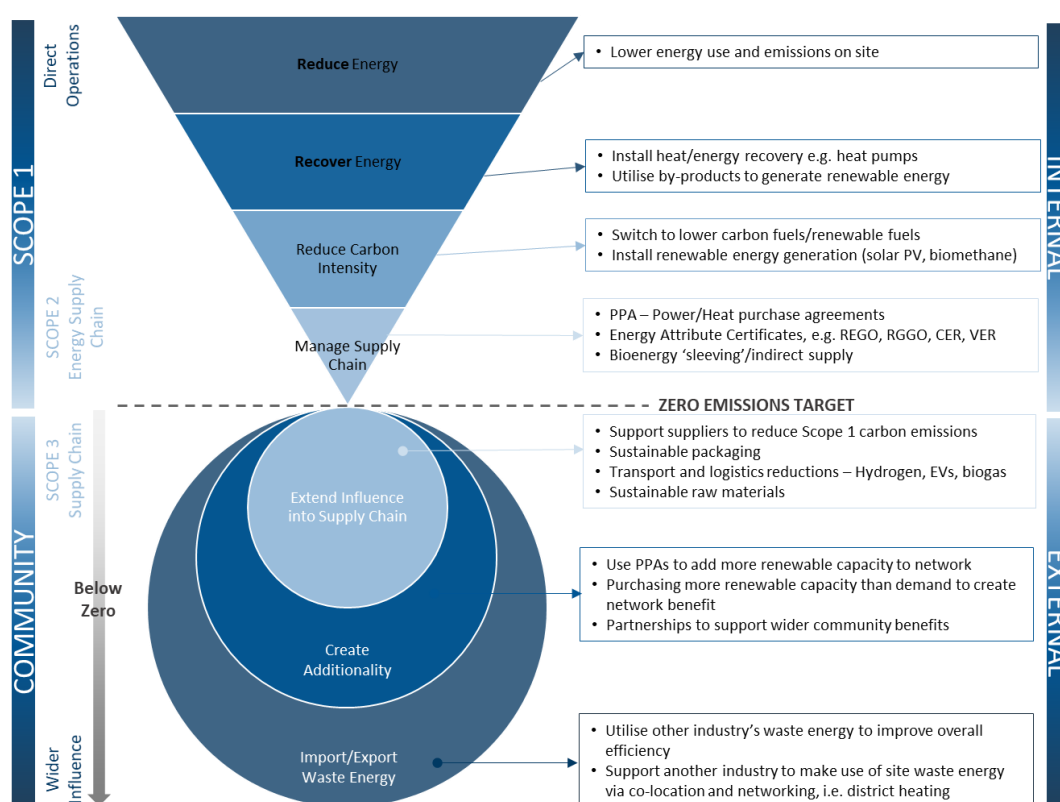 Direct
Operations
SCOPE 1
SCOPE 2
Energy Supply
Chain
Reduce Energy
• Lower energy use and emissions on site
Recover Energy
• Install heat/energy recovery e.g. heat pumps
• Utilise by-products to generate renewable energy
Reduce Carbon
Intensity
• Switch to lower carbon fuels/renewable fuels
• Install renewable energy generation (solar PV, biomethane)
Manage Supply
Chain
• PPA – Power/Heat purchase agreements
• Energy Attribute Certificates, e.g. REGO, RGGO, CER, VER
• Bioenergy ‘sleeving’/indirect supply
INTERNAL
ZERO EMISSIONS TARGET
SCOPE 3
Supply Chain
COMMUNITY
Wider
Influence
Below
Zero
Extend Influence
into Supply Chain
• Support suppliers to reduce Scope 1 carbon emissions
• Sustainable packaging
• Transport and logistics reductions – Hydrogen, EVs, biogas
• Sustainable raw materials
Create
Additionality
• Use PPAs to add more renewable capacity to network
• Purchasing more renewable capacity than demand to create
network benefit
• Partnerships to support wider community benefits
Import/Export
Waste Energy
• Utilise other industry’s waste energy to improve overall
efficiency
• Support another industry to make use of site waste energy
via co-location and networking, i.e. district heating
EXTERNAL